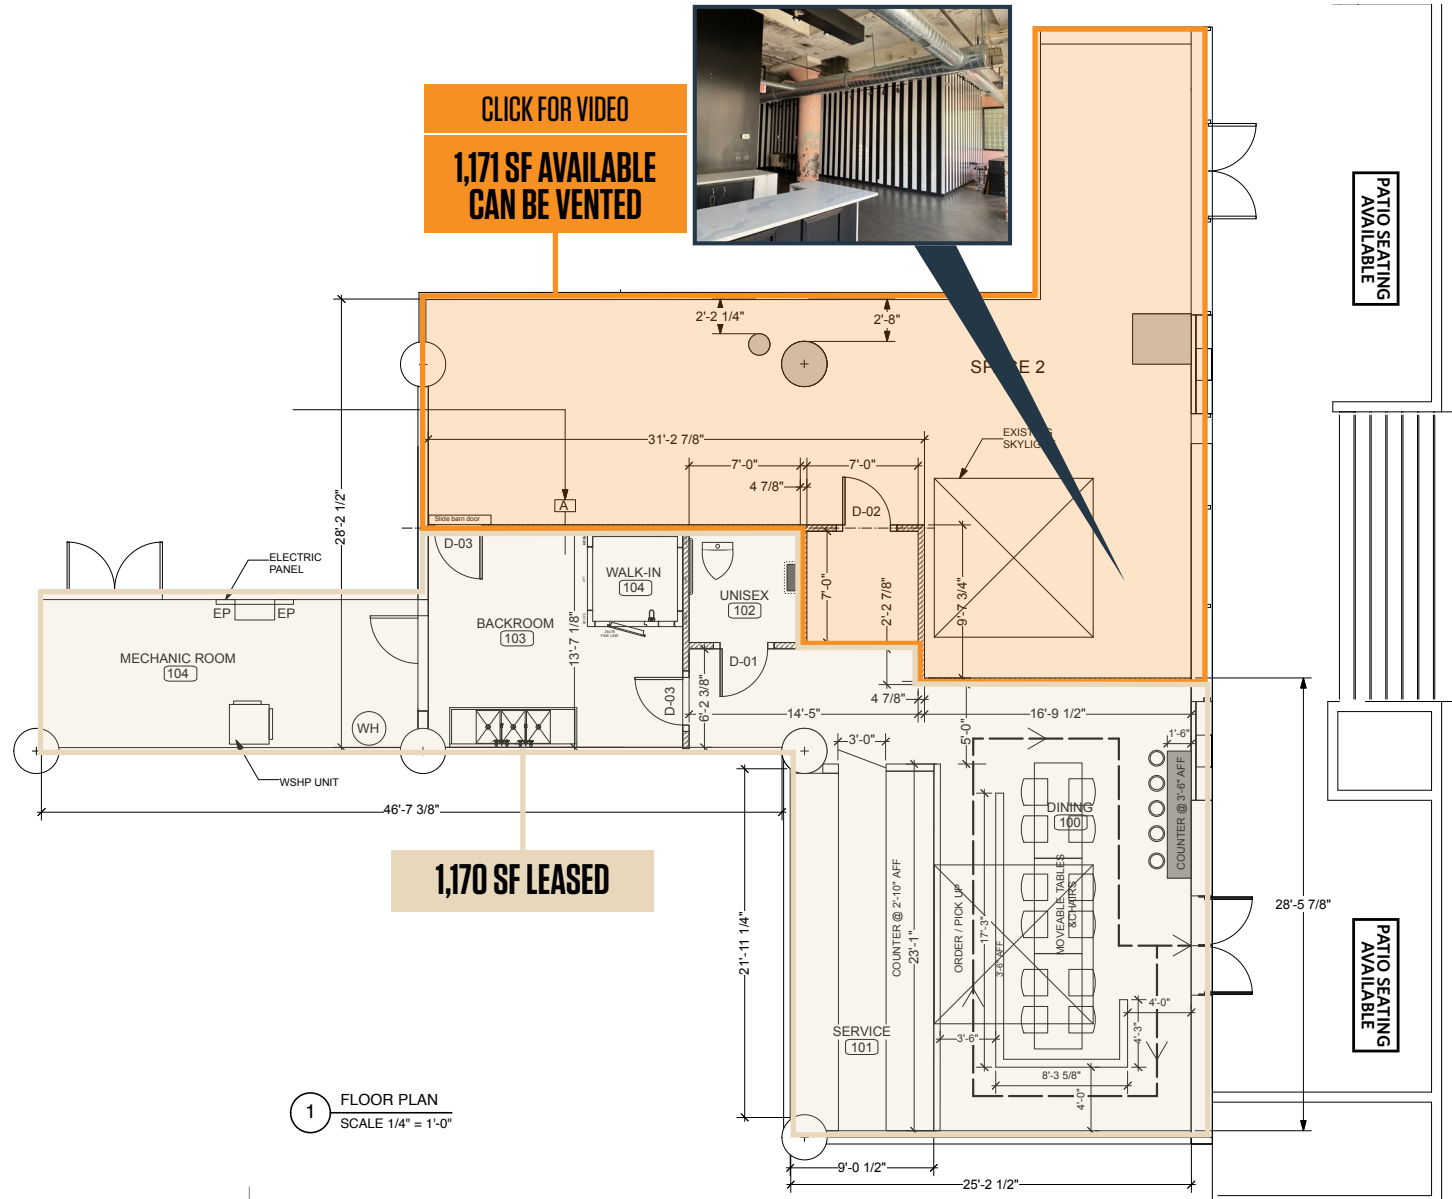 CLICK FOR VIDEO
1,171 SF AVAILABLE
CAN BE VENTED
PATIO SEATING
AVAILABLE
2'-2 1/4"
2'-8"
SP
E 2
31'-2 7/8"
EXIST
G
SKYLIG
7'-0"
7'-0"
4 7/8"
A
D-02
Slide barn door
28'-2 1/2"
D-03
ELECTRIC
PANEL
EP
EP
WALK-IN
104
UNISEX
102
7'-0"
2'-2 7/8"
9'-7 3/4"
BACKROOM
103
13'-7 1/8"
MECHANIC ROOM
104
D-01
D-03
6'-2 3/8"
4 7/8"
14'-5"
16'-9 1/2"
WH
3'-0"
5'-0"
1'-6"
WSHP UNIT
46'-7 3/8"
DINING
100
COUNTER @ 3'-6" AFF
1,170 SF LEASED
COUNTER @ 2'-10" AFF
23'-1"
ORDER / PICK UP
17'-3"
3'-6" AFF
MOVEABLE TABLES
&CHAIRS
28'-5 7/8"
21'-11 1/4"
PATIO SEATING
AVAILABLE
SERVICE
101
3'-6"
4'-0"
4'-3"
8'-3 5/8"
4'-0"
1
FLOOR PLAN
SCALE 1/4" = 1'-0"
9'-0 1/2"
25'-2 1/2"